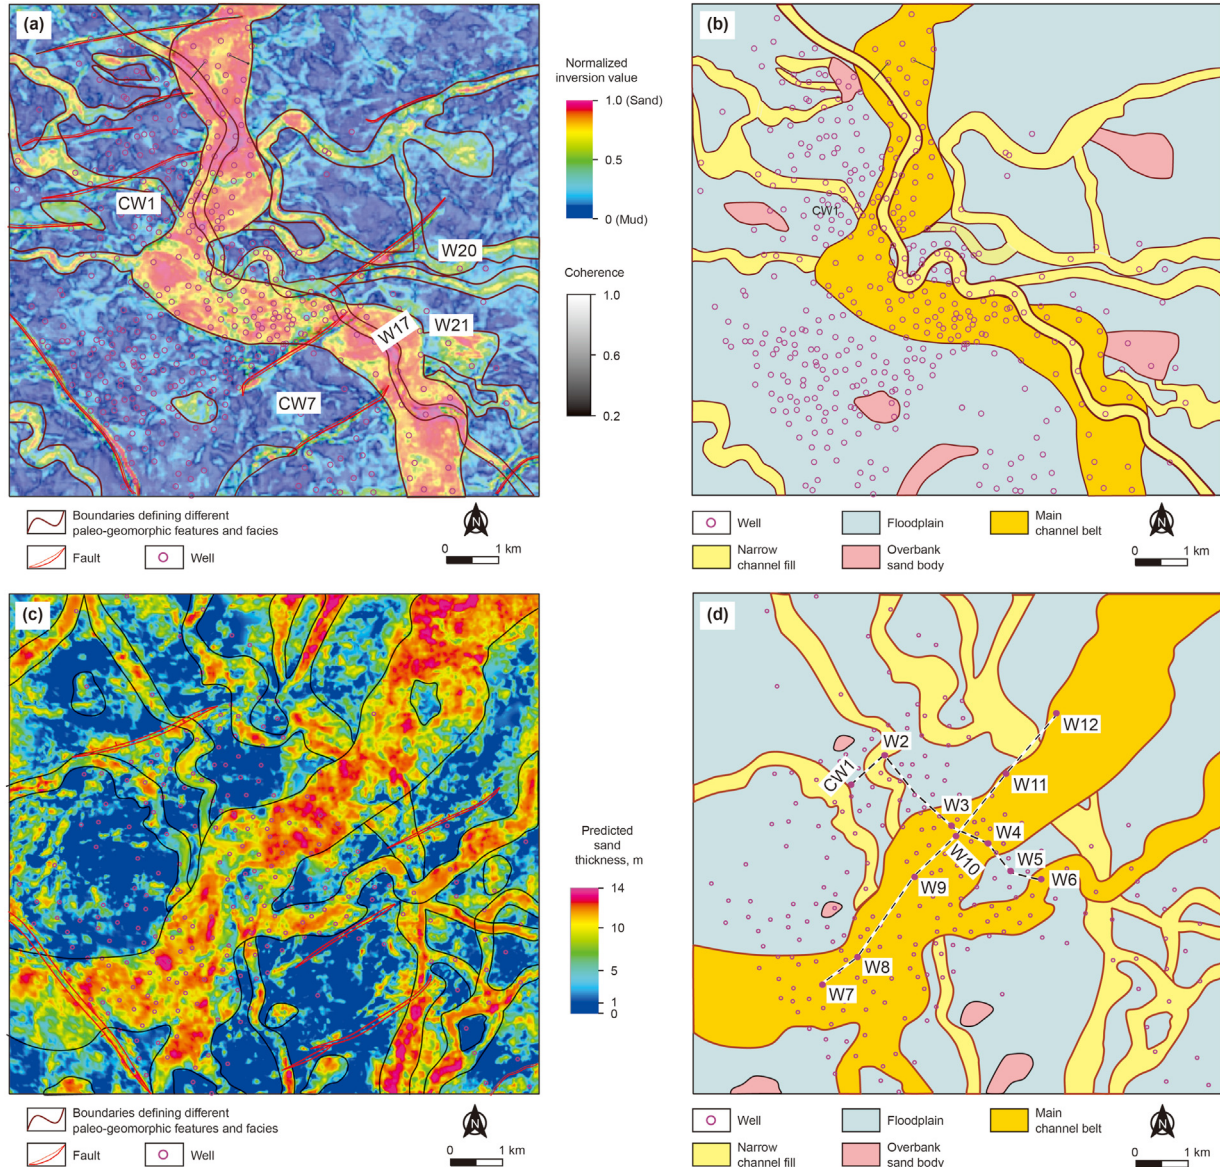 (a)
CW1
W20
W17
W21
CW7
Normalized
inversion value
1.0 (Sand)
0.5
0 (Mud)
Coherence
1.0
0.6
0.2
Boundaries defining different
paleo-geomorphic features and facies
Fault
Well
N
0 1 km
(b)
CW1
Well
Floodplain
Main
channel belt
Narrow
channel fill
Overbank
sand body
N
0 1 km
(c)
Predicted
sand
thickness, m
14
10
5
1
0
Boundaries defining different
paleo-geomorphic features and facies
Fault
Well
N
0 1 km
(d)
W12
W2
CW1
W11
W3
W4
W10
W5
W9
W6
W8
W7
Well
Floodplain
Main
channel belt
Narrow
channel fill
Overbank
sand body
N
0 1 km